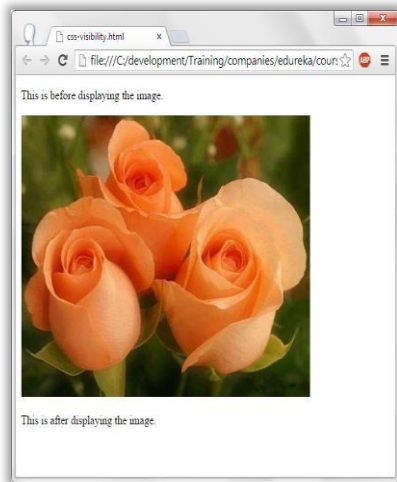 css-visibility.html
file:///C:/development/Training/companies/edureka/cours
ABP
This is before displaying the image.
This is after displaying the image.